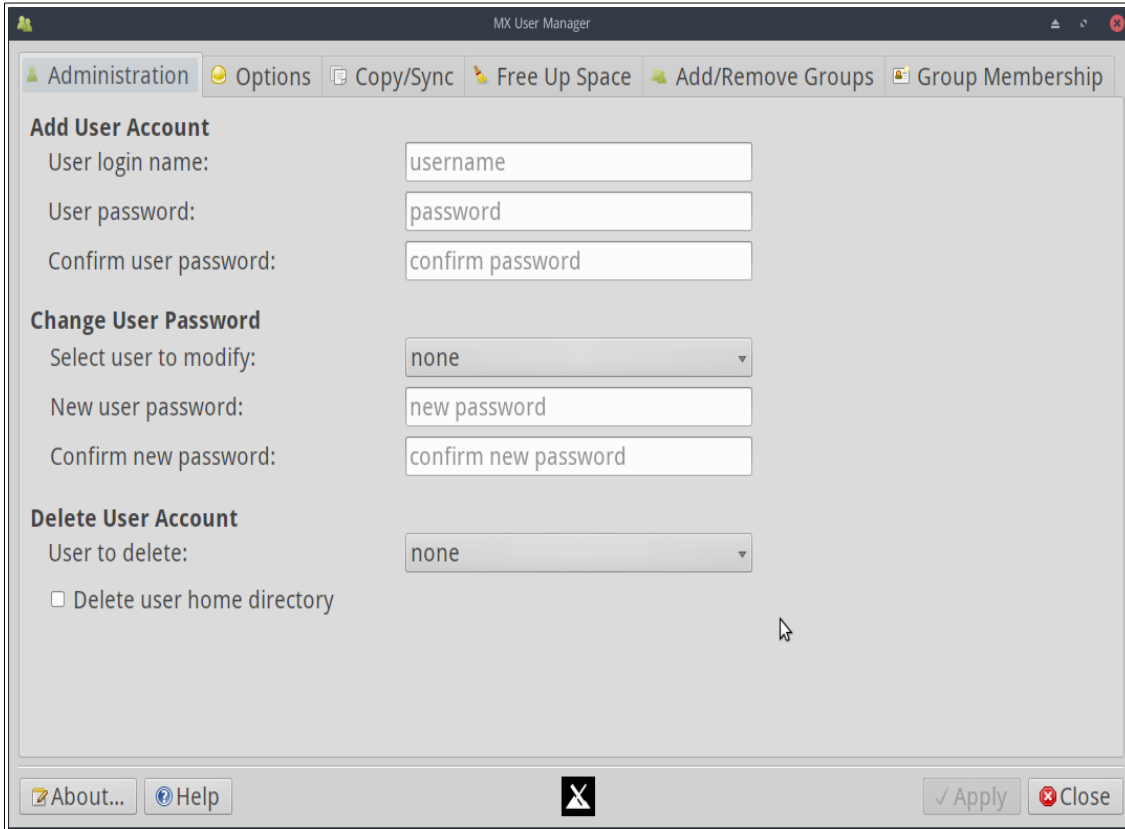 MX User Manager
Administration Options Copy/Sync Free Up Space Add/Remove Groups Group Membership
Add User Account
User login name: username
User password: password
Confirm user password: confirm password
Change User Password
Select user to modify: none
New user password: new password
Confirm new password: confirm new password
Delete User Account
User to delete: none
Delete user home directory
About... Help Apply Close